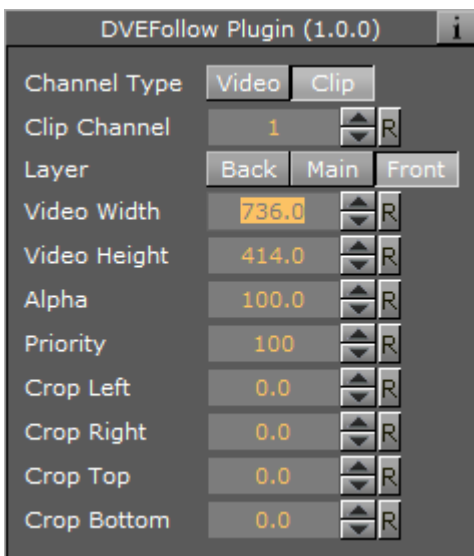 DVEFollow Plugin (1.0.0) i
Channel Type Video Clip
Clip Channel 1 R
Layer Back Main Front
Video Width 736.0 R
Video Height 414.0 R
Alpha 100.0 R
Priority 100 R
Crop Left 0.0 R
Crop Right 0.0 R
Crop Top 0.0 R
Crop Bottom 0.0 R